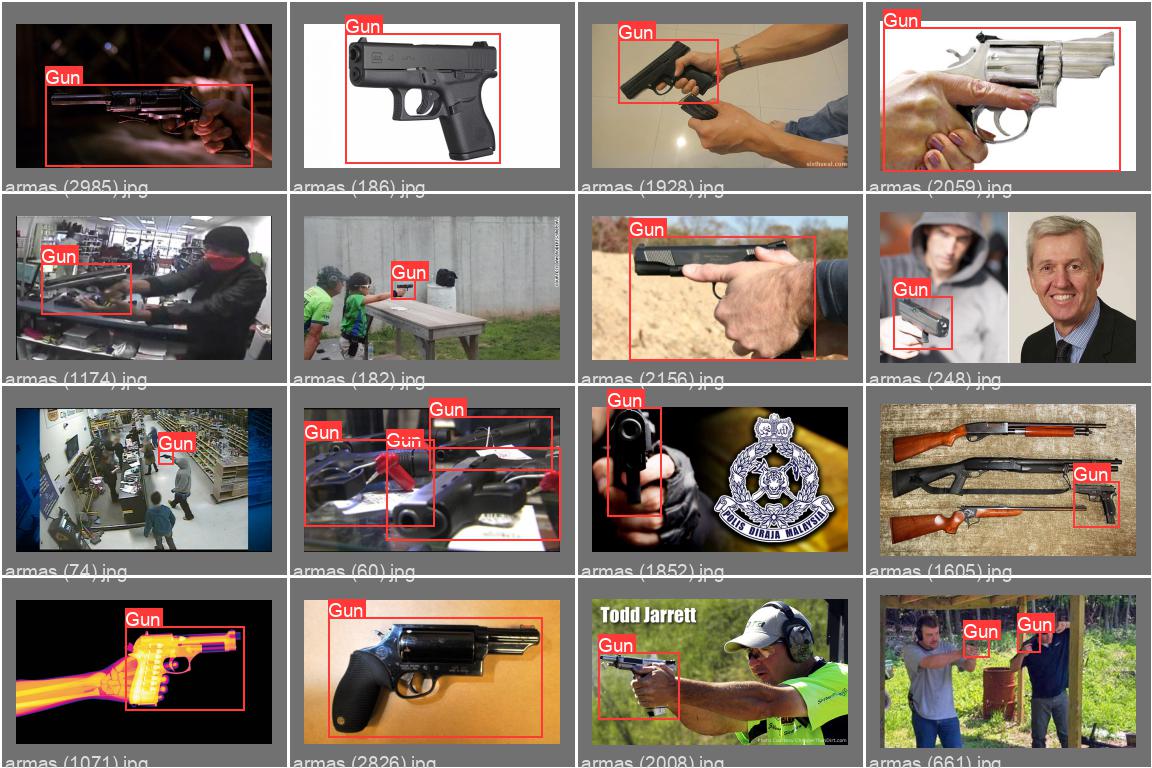 Gun
Gun
Gun
Gun
sixthseal.com
armas (2985).jpg
armas (186).jpg
armas (1928).jpg
armas (2059).jpg
Gun
Gun
Gun
Gun
armas (1174).jpg
armas (182).jpg
armas (2156).jpg
armas (248).jpg
Gun
Gun
Gun
Gun
Gun
Gun
POLIS DIRAJA MALAYSIA
armas (74).jpg
armas (60).jpg
armas (1852).jpg
armas (1605).jpg
Gun
Gun
Todd Jarrett
Gun
Gun
Gun
armas (1071).jpg
armas (2826).jpg
armas (2008).jpg
armas (661).jpg